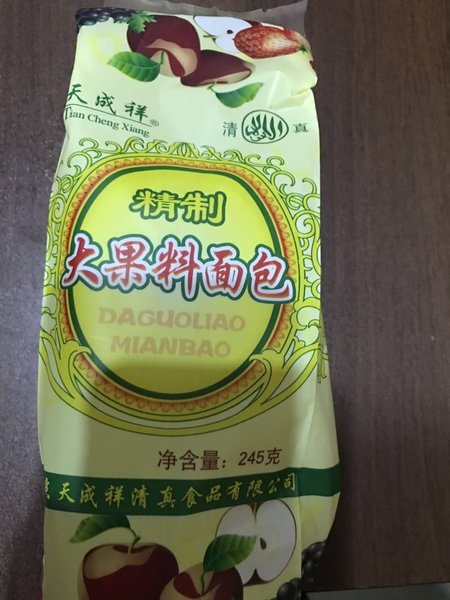 天成祥®
Tian Cheng Xiang
清 真
精制
大果料面包
DAGUOLIAO
MIANBAO
净含量：245克
天成祥清真食品有限公司